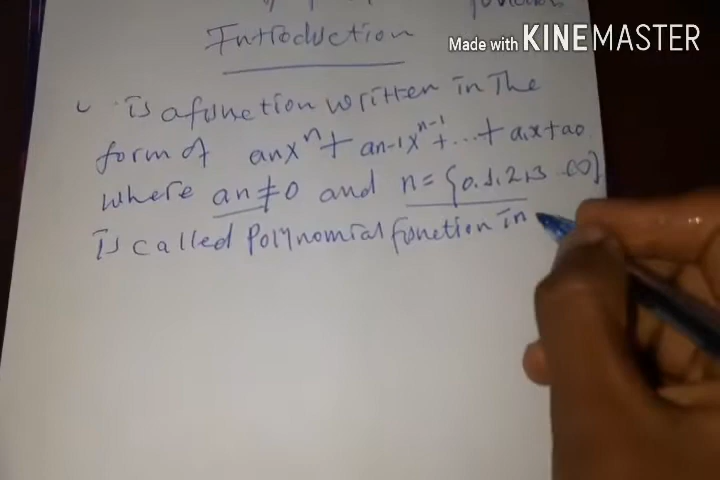 function
Introduction
Made with KINEMASTER
is a function written in The
form of anxⁿ + an-1xⁿ⁻¹ + ... + a1x + a0
where an ≠ 0 and n = {0.1.2.3 ..∞}
is called Polynomial function in